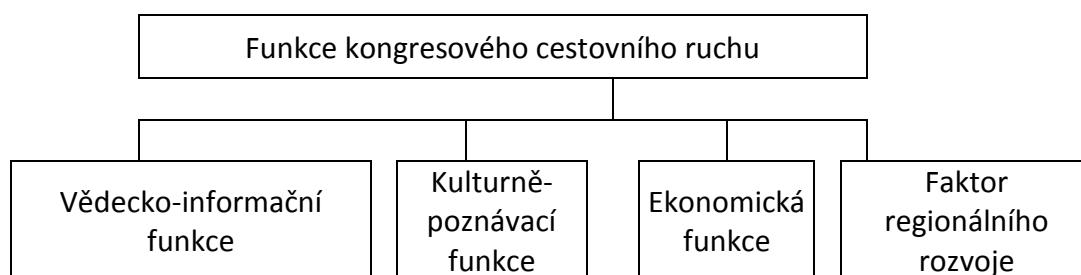 Funkce kongresového cestovního ruchu
Vědecko-informační
funkce
Kulturně-
poznávací
funkce
Ekonomická
funkce
Faktor
regionálního
rozvoje